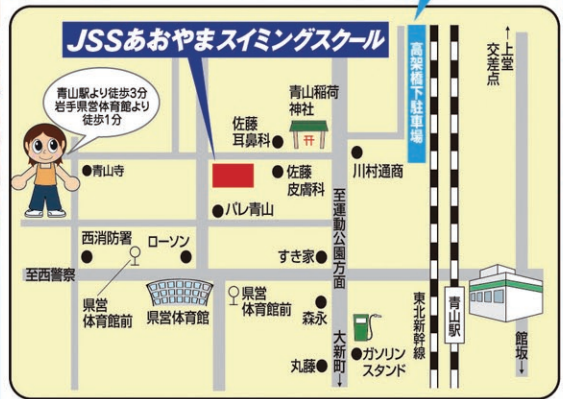 JSSあおやまスイミングスクール
高架橋下駐車場
↑上堂
交差点
青山駅より徒歩3分
岩手県営体育館より
徒歩1分
青山稲荷
神社
佐藤
耳鼻科
川村通商
青山寺
佐藤
皮膚科
パレ青山
至運動公園方面
西消防署
ローソン
すき家
至西警察
県営
体育館前
県営体育館
県営
体育館前
森永
東北新幹線
青山駅
大新町↓
ガソリン
スタンド
丸藤
館坂↓